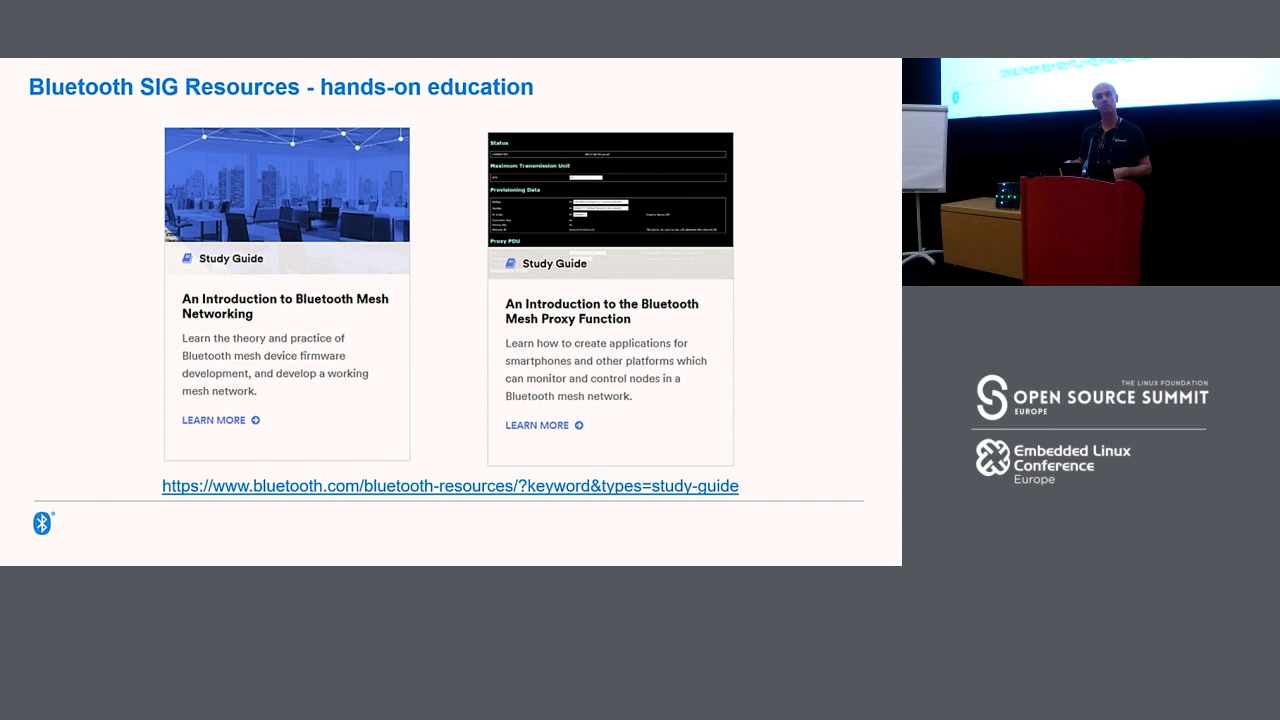 Bluetooth SIG Resources - hands-on education
Study Guide
An Introduction to Bluetooth Mesh
Networking
Learn the theory and practice of
Bluetooth mesh device firmware
development, and develop a working
mesh network.
LEARN MORE
Status
Maximum Transmission Unit
Provisioning Data
Proxy PDU
Study Guide
An Introduction to the Bluetooth
Mesh Proxy Function
Learn how to create applications for
smartphones and other platforms which
can monitor and control nodes in a
Bluetooth mesh network.
LEARN MORE
https://www.bluetooth.com/bluetooth-resources/?keyword&types=study-guide
THE LINUX FOUNDATION
OPEN SOURCE SUMMIT
EUROPE
Embedded Linux
Conference
Europe